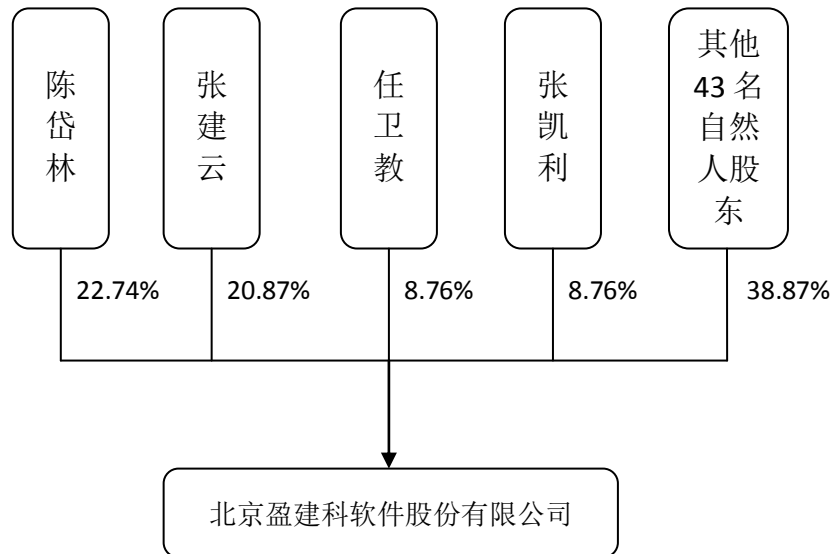 陈岱林
张建云
任卫教
张凯利
其他
43 名
自然
人股
东
22.74%
20.87%
8.76%
8.76%
38.87%
北京盈建科软件股份有限公司